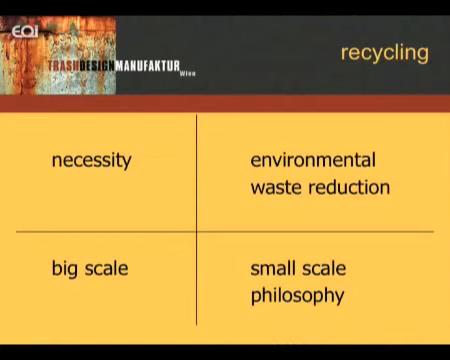 EOI
recycling
TRASHDESIGNMANUFAKTUR
Wien
necessity
environmental
waste reduction
big scale
small scale
philosophy